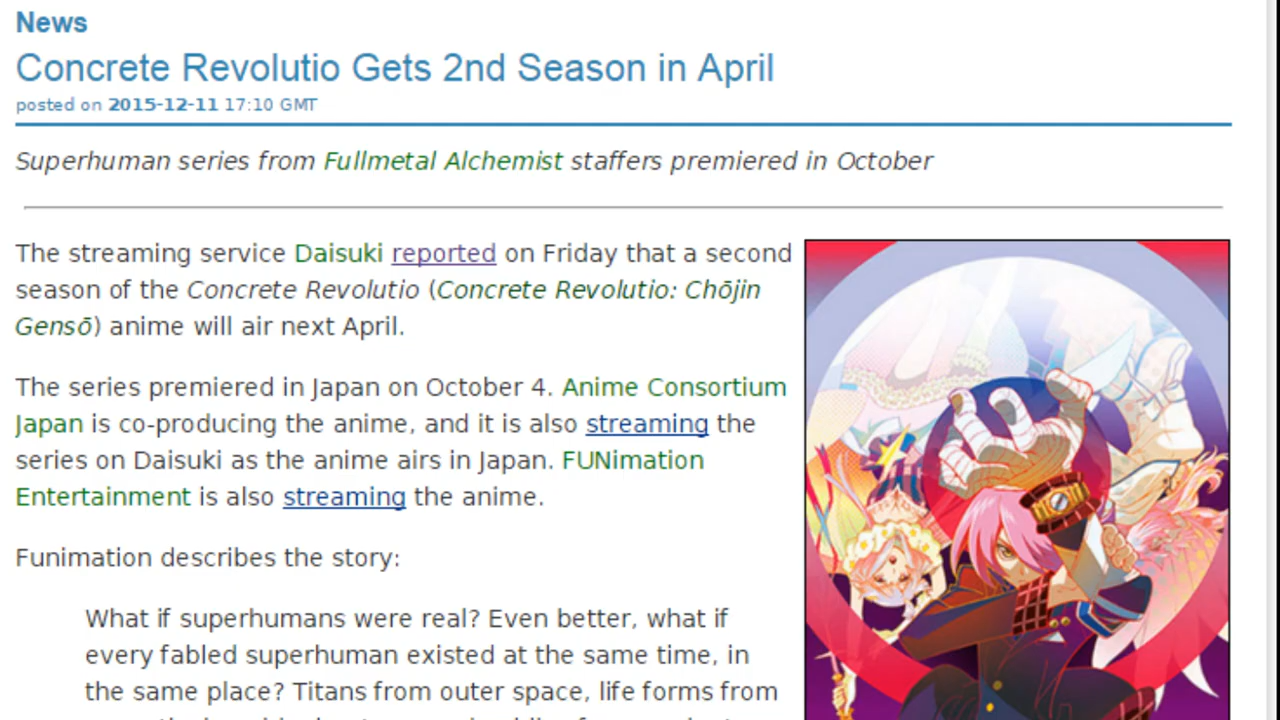 News
Concrete Revolutio Gets 2nd Season in April
posted on 2015-12-11 17:10 GMT
Superhuman series from Fullmetal Alchemist staffers premiered in October
The streaming service Daisuki reported on Friday that a second
season of the Concrete Revolutio (Concrete Revolutio: Chōjin
Gensō) anime will air next April.
The series premiered in Japan on October 4. Anime Consortium
Japan is co-producing the anime, and it is also streaming the
series on Daisuki as the anime airs in Japan. FUNimation
Entertainment is also streaming the anime.
Funimation describes the story:
What if superhumans were real? Even better, what if
every fabled superhuman existed at the same time, in
the same place? Titans from outer space, life forms from